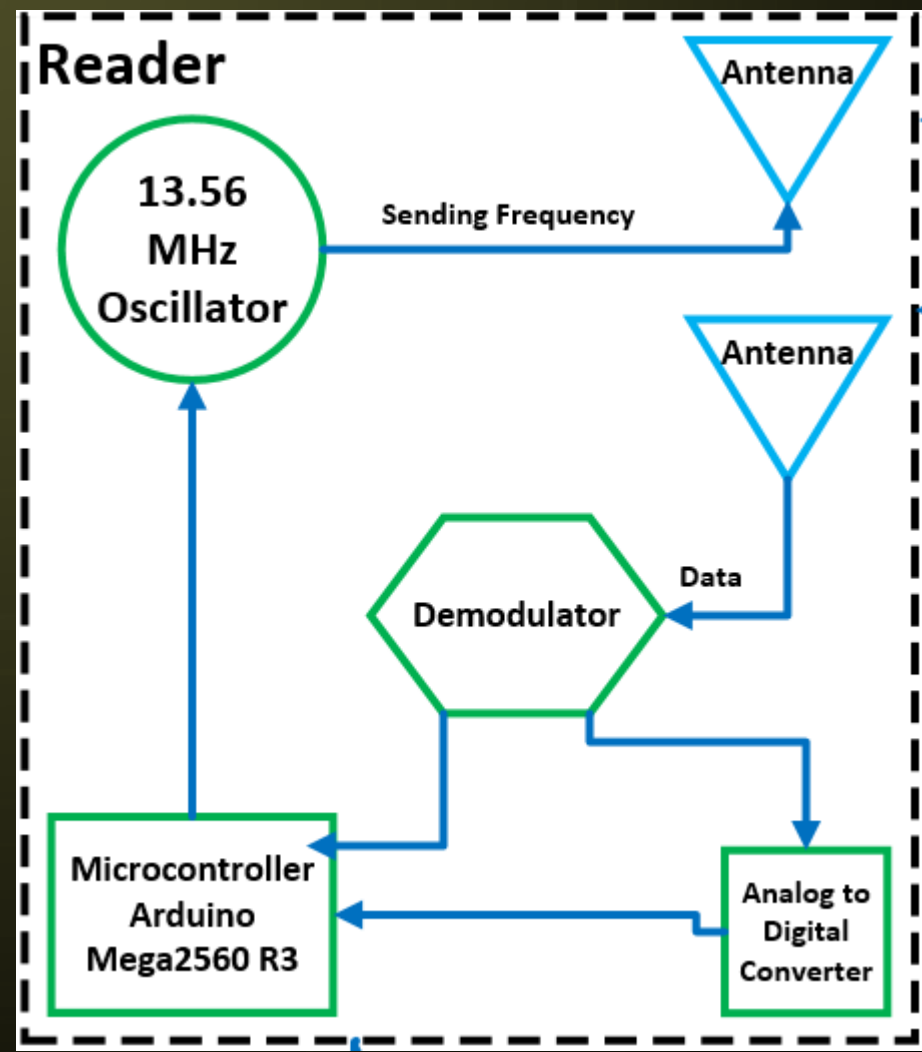 Reader
Antenna
13.56
MHz
Oscillator
Sending Frequency
Antenna
Data
Demodulator
Microcontroller
Arduino
Mega2560 R3
Analog to
Digital
Converter